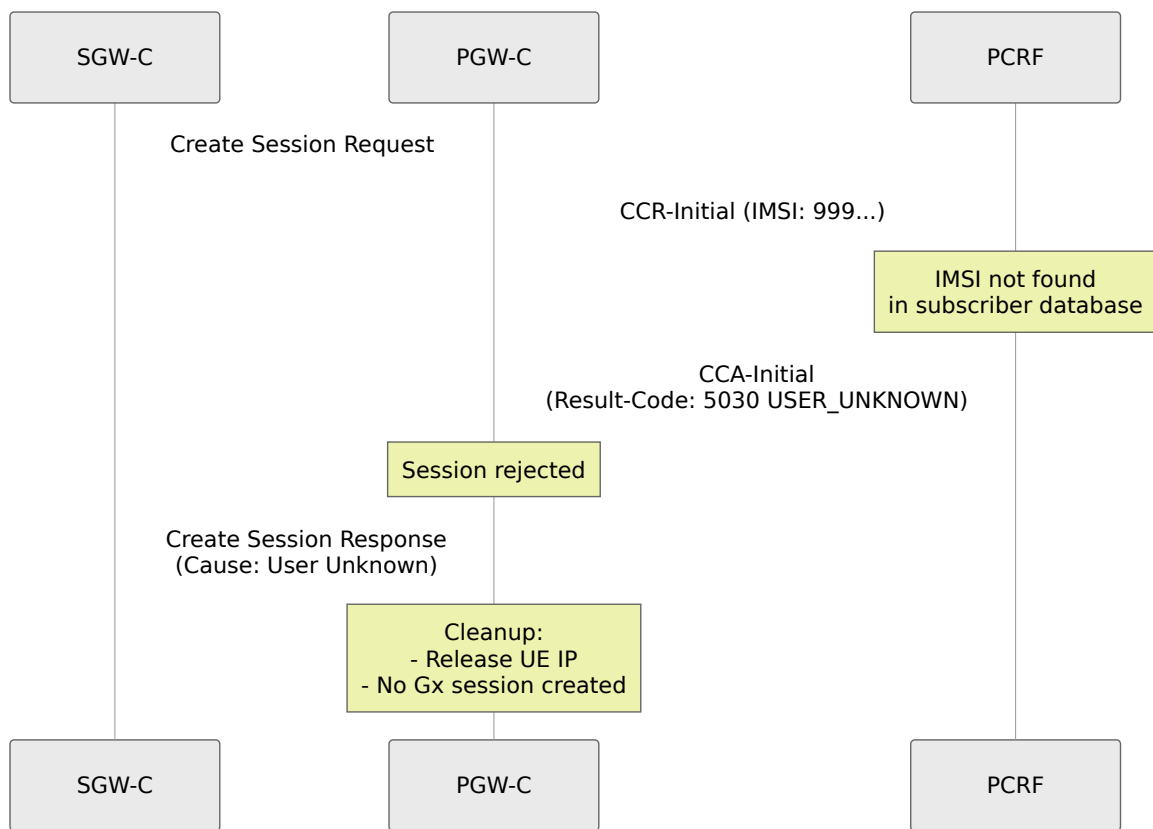 SGW-C
PGW-C
PCRF
Create Session Request
CCR-Initial (IMSI: 999...)
IMSI not found
in subscriber database
CCA-Initial
(Result-Code: 5030 USER_UNKNOWN)
Session rejected
Create Session Response
(Cause: User Unknown)
Cleanup:
- Release UE IP
- No Gx session created
SGW-C
PGW-C
PCRF